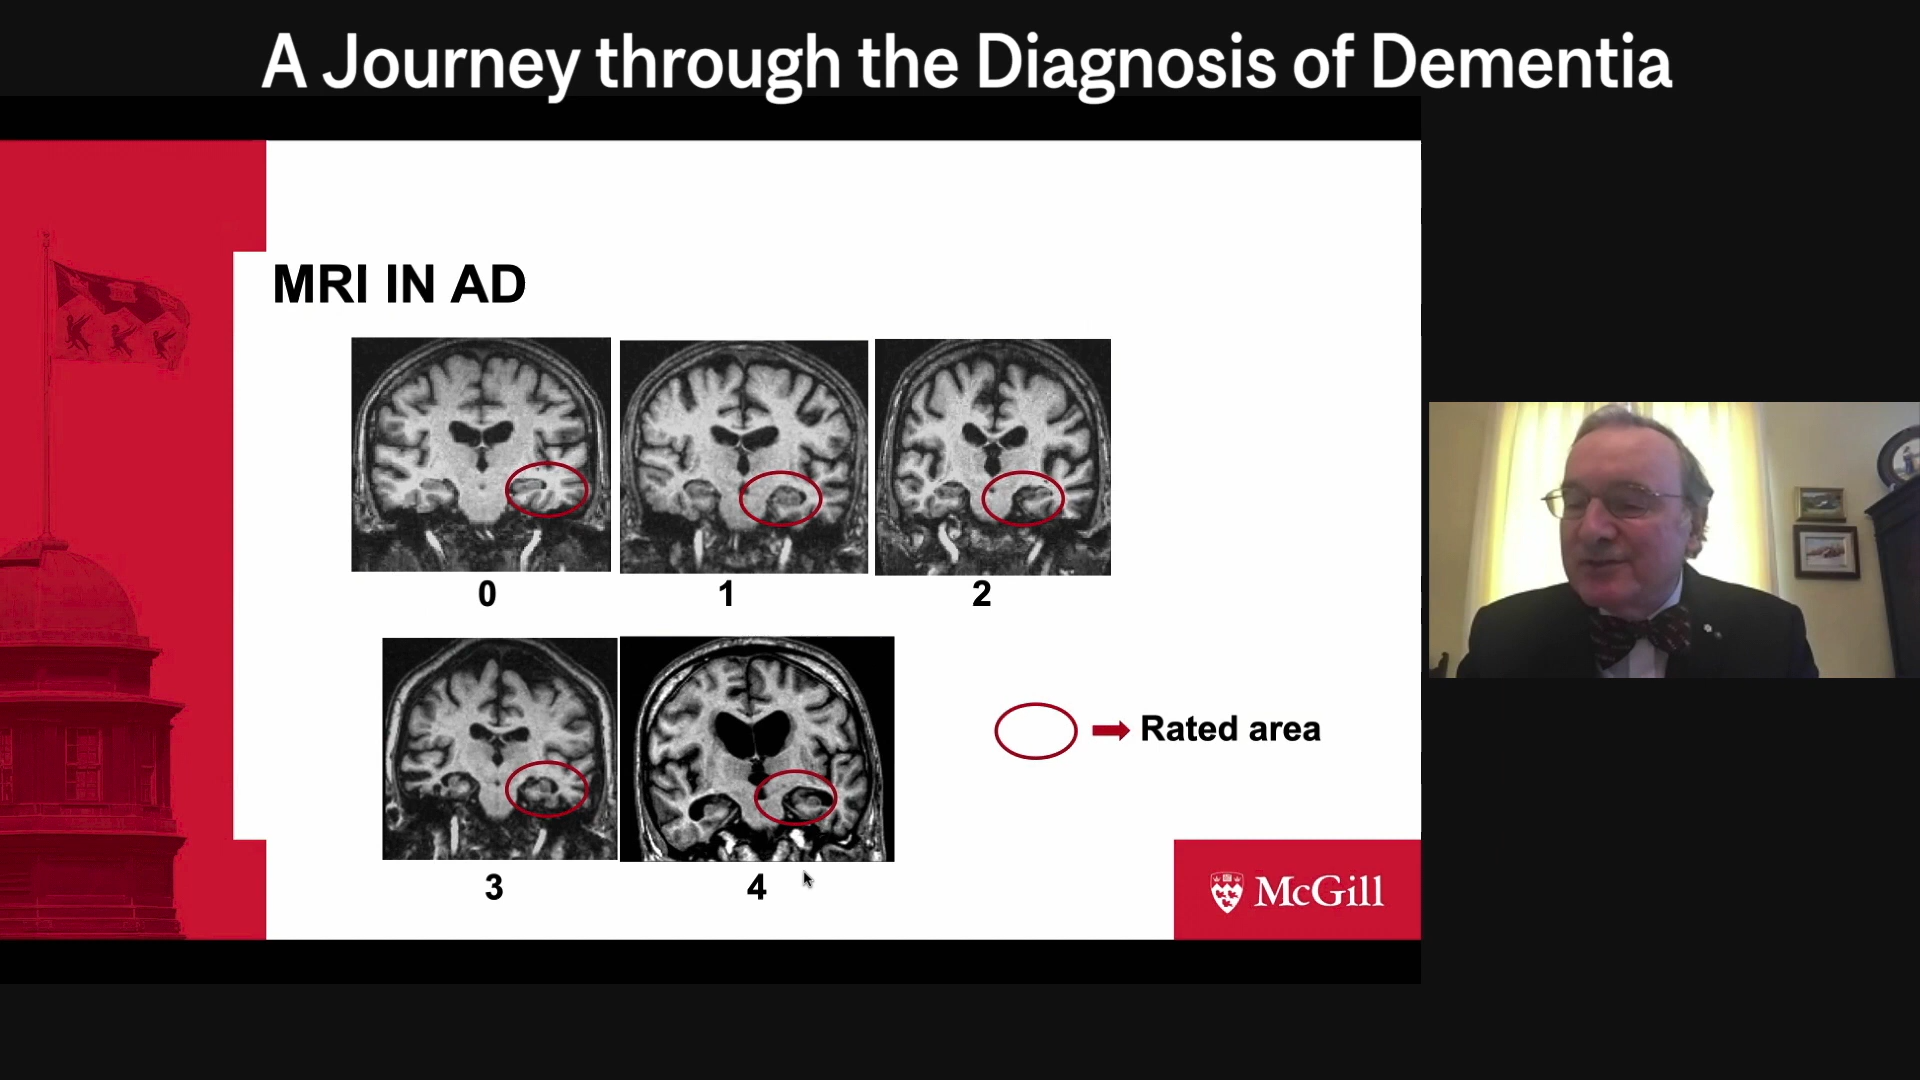 A Journey through the Diagnosis of Dementia
MRI IN AD
0
1
2
3
4
Rated area
McGill